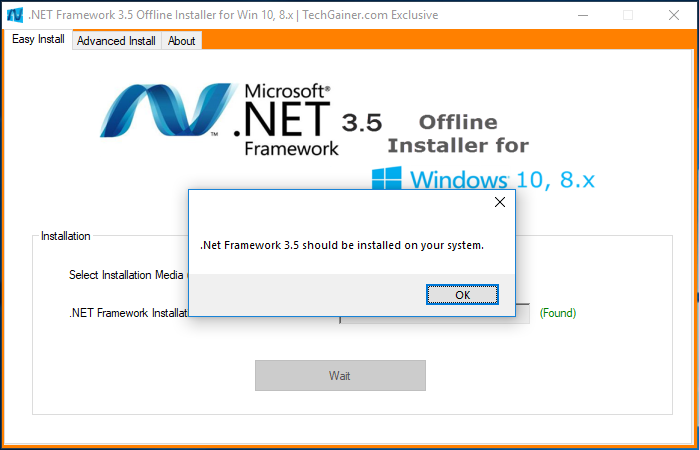 .NET Framework 3.5 Offline Installer for Win 10, 8.x | TechGainer.com Exclusive
Easy Install Advanced Install About
Microsoft®
.NET™
Framework
3.5 Offline
Installer for
Windows 10, 8.x
.Net Framework 3.5 should be installed on your system.
OK
Installation
Select Installation Media
.NET Framework (Found)
Wait